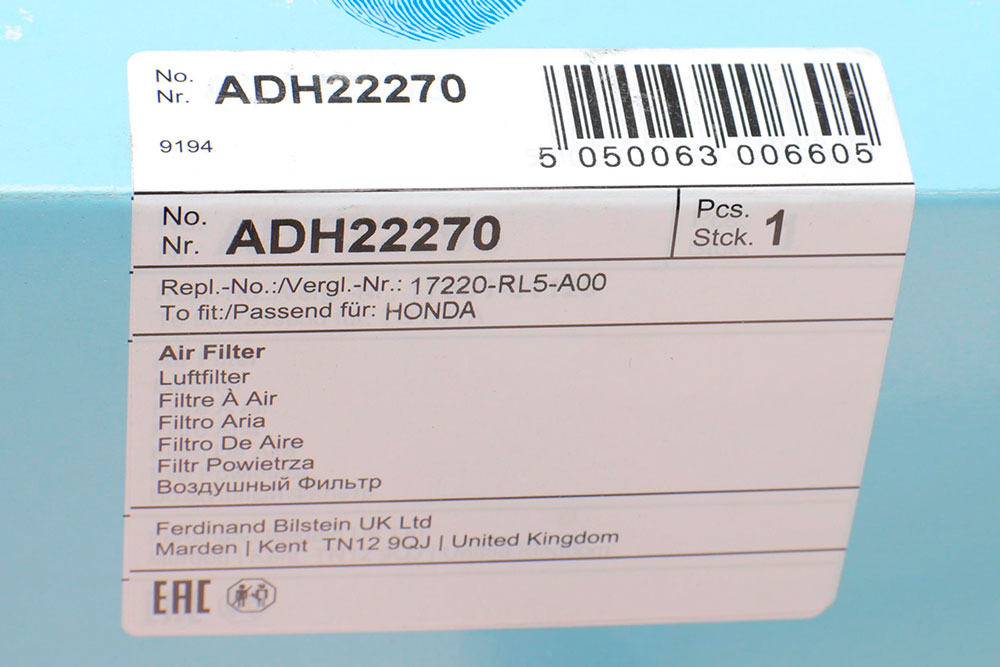 No.
Nr. ADH22270
9194
5 050063 006605
No.
Nr. ADH22270
Pcs.
Stck. 1
Repl.-No.:/Vergl.-Nr.: 17220-RL5-A00
To fit:/Passend für: HONDA
Air Filter
Luftfilter
Filtre À Air
Filtro Aria
Filtro De Aire
Filtr Powietrza
Воздушный Фильтр
Ferdinand Bilstein UK Ltd
Marden | Kent TN12 9QJ | United Kingdom
EAC